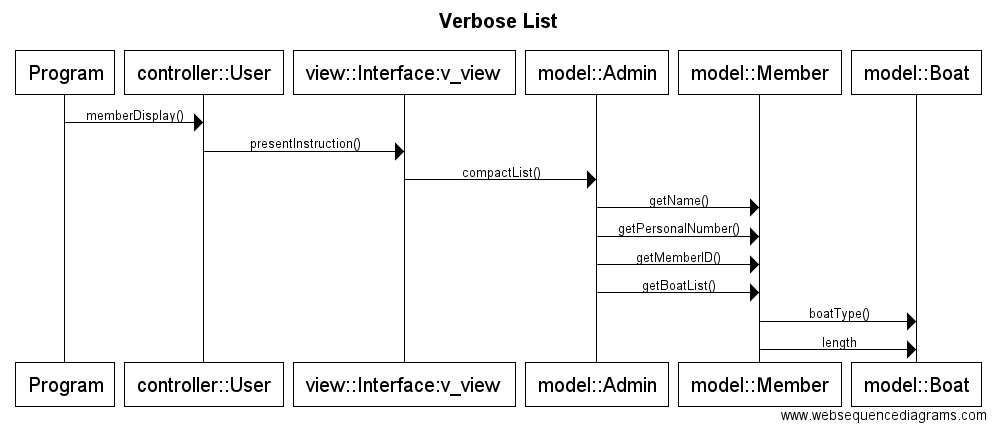 Verbose List
Program controller::User view::Interface:v_view model::Admin model::Member model::Boat
memberDisplay()
presentInstruction()
compactList()
getName()
getPersonalNumber()
getMemberID()
getBoatList()
boatType()
length
Program controller::User view::Interface:v_view model::Admin model::Member model::Boat
www.websequencediagrams.com